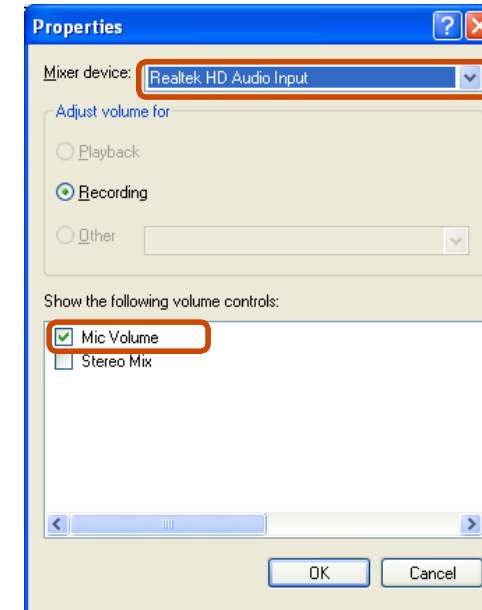 Properties
Mixer device: Realtek HD Audio Input
Adjust volume for
Playback
Recording
Other
Show the following volume controls:
Mic Volume
Stereo Mix
OK Cancel